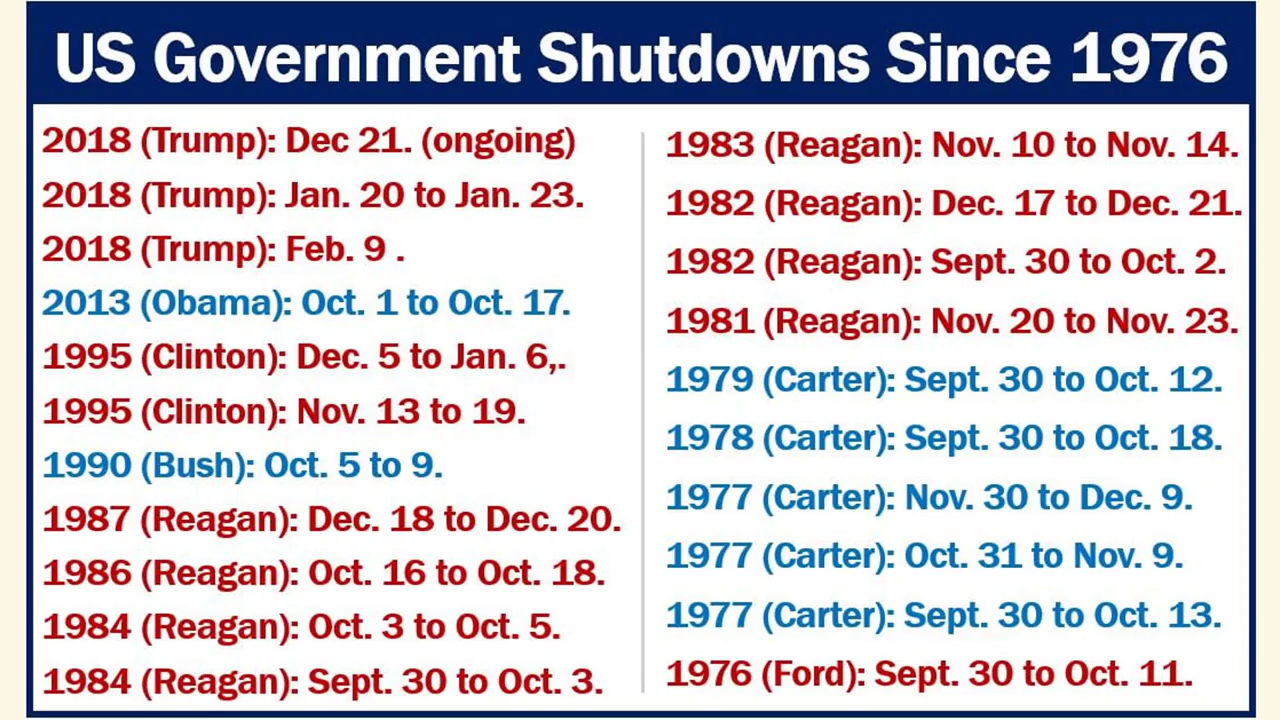 US Government Shutdowns Since 1976
2018 (Trump): Dec 21. (ongoing)
2018 (Trump): Jan. 20 to Jan. 23.
2018 (Trump): Feb. 9 .
2013 (Obama): Oct. 1 to Oct. 17.
1995 (Clinton): Dec. 5 to Jan. 6,.
1995 (Clinton): Nov. 13 to 19.
1990 (Bush): Oct. 5 to 9.
1987 (Reagan): Dec. 18 to Dec. 20.
1986 (Reagan): Oct. 16 to Oct. 18.
1984 (Reagan): Oct. 3 to Oct. 5.
1984 (Reagan): Sept. 30 to Oct. 3.
1983 (Reagan): Nov. 10 to Nov. 14.
1982 (Reagan): Dec. 17 to Dec. 21.
1982 (Reagan): Sept. 30 to Oct. 2.
1981 (Reagan): Nov. 20 to Nov. 23.
1979 (Carter): Sept. 30 to Oct. 12.
1978 (Carter): Sept. 30 to Oct. 18.
1977 (Carter): Nov. 30 to Dec. 9.
1977 (Carter): Oct. 31 to Nov. 9.
1977 (Carter): Sept. 30 to Oct. 13.
1976 (Ford): Sept. 30 to Oct. 11.